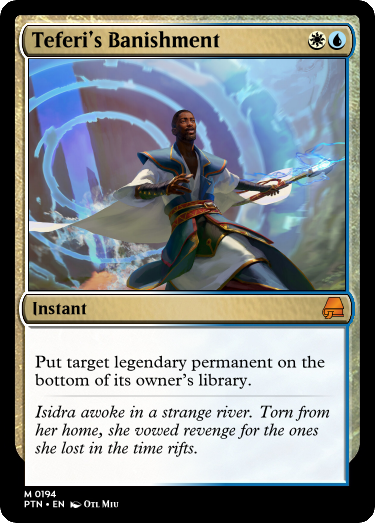 Teferi's Banishment
Instant
Put target legendary permanent on the
bottom of its owner's library.
Isidra awoke in a strange river. Torn from
her home, she vowed revenge for the ones
she lost in the time rifts.
M 0194
PTN • EN Otl Miu